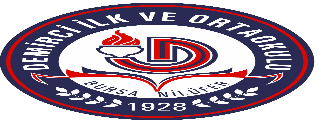 DEMİRCİ İLK VE ORTAOKULU
D
BURSA NİLÜFER
1928